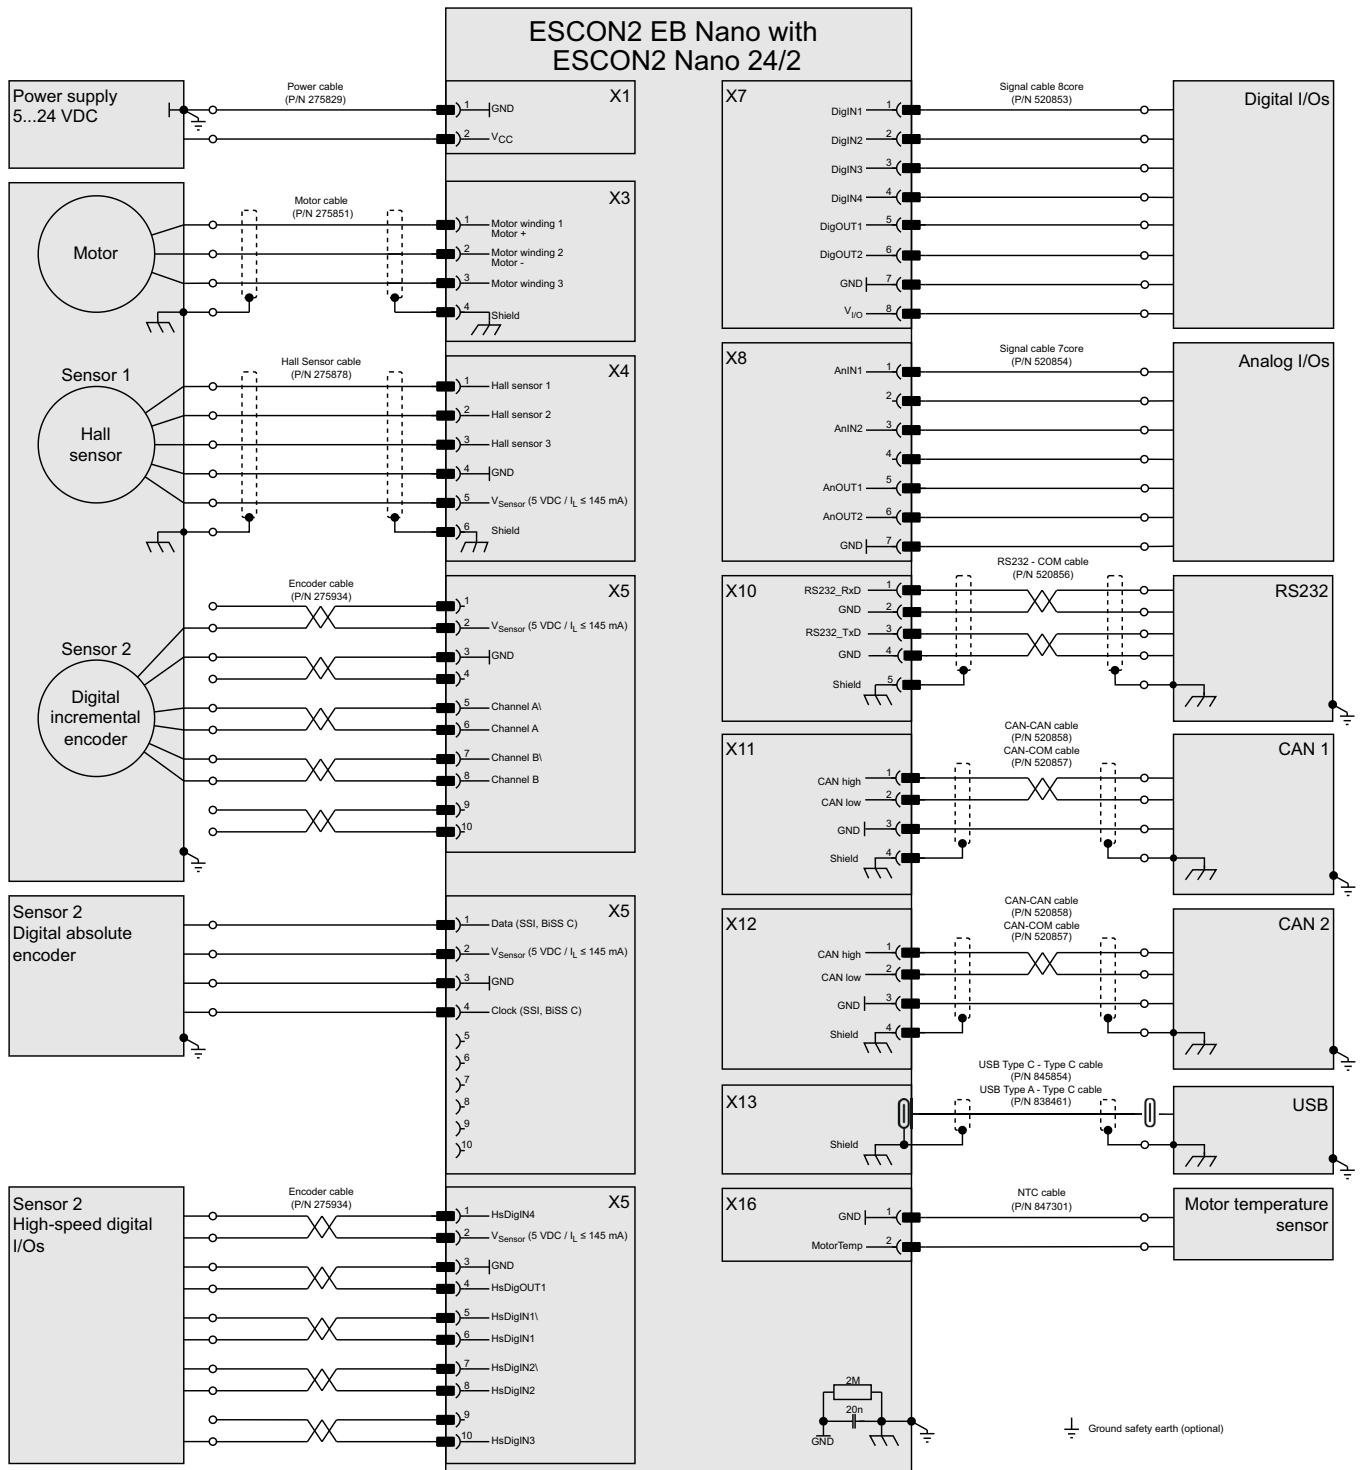 ESCON2 EB Nano with
ESCON2 Nano 24/2
Power supply
5...24 VDC
Power cable
(P/N 275829)
X1
1
GND
2
VCC
Motor
Motor cable
(P/N 275851)
X3
1
Motor winding 1
Motor +
2
Motor winding 2
Motor -
3
Motor winding 3
4
Shield
Sensor 1
Hall
sensor
Hall Sensor cable
(P/N 275878)
X4
1
Hall sensor 1
2
Hall sensor 2
3
Hall sensor 3
4
GND
5
VSensor (5 VDC / IL ≤ 145 mA)
6
Shield
Sensor 2
Digital
incremental
encoder
Encoder cable
(P/N 275934)
X5
1
2
VSensor (5 VDC / IL ≤ 145 mA)
3
GND
4
5
Channel A\
6
Channel A
7
Channel B\
8
Channel B
9
10
Sensor 2
Digital absolute
encoder
X5
1
Data (SSI, BiSS C)
2
VSensor (5 VDC / IL ≤ 145 mA)
3
GND
4
Clock (SSI, BiSS C)
5
6
7
8
9
10
Sensor 2
High-speed digital
I/Os
Encoder cable
(P/N 275934)
X5
1
HsDigIN4
2
VSensor (5 VDC / IL ≤ 145 mA)
3
GND
4
HsDigOUT1
5
HsDigIN1\
6
HsDigIN1
7
HsDigIN2\
8
HsDigIN2
9
10
HsDigIN3
X7
DigIN1 1
DigIN2 2
DigIN3 3
DigIN4 4
DigOUT1 5
DigOUT2 6
GND 7
VI/O 8
Signal cable 8core
(P/N 520853)
Digital I/Os
X8
AnIN1 1
2
AnIN2 3
4
AnOUT1 5
AnOUT2 6
GND 7
Signal cable 7core
(P/N 520854)
Analog I/Os
X10
RS232_RxD 1
GND 2
RS232_TxD 3
GND 4
Shield 5
RS232 - COM cable
(P/N 520856)
RS232
X11
CAN high 1
CAN low 2
GND 3
Shield 4
CAN-CAN cable
(P/N 520858)
CAN-COM cable
(P/N 520857)
CAN 1
X12
CAN high 1
CAN low 2
GND 3
Shield 4
CAN-CAN cable
(P/N 520858)
CAN-COM cable
(P/N 520857)
CAN 2
X13
Shield
USB Type C - Type C cable
(P/N 845854)
USB Type A - Type C cable
(P/N 838461)
USB
X16
GND 1
MotorTemp 2
NTC cable
(P/N 847301)
Motor temperature
sensor
2M
20n
GND
Ground safety earth (optional)